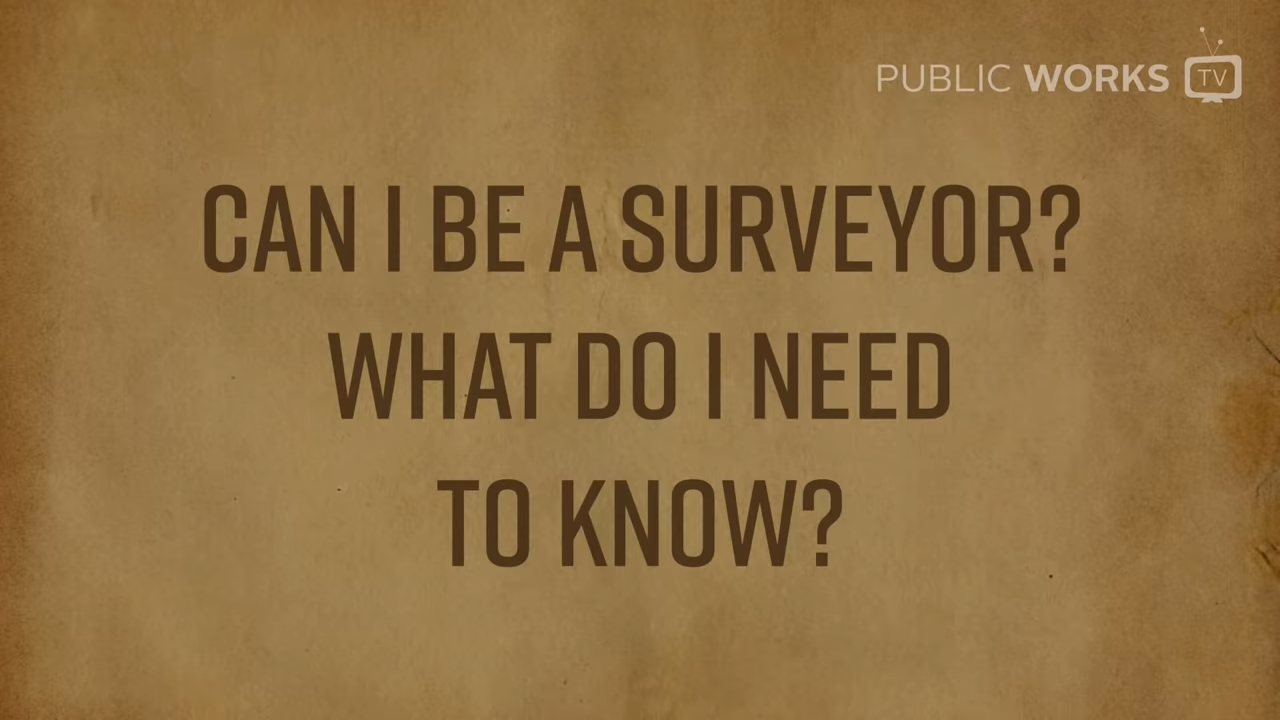 PUBLIC WORKS TV
CAN I BE A SURVEYOR?
WHAT DO I NEED
TO KNOW?